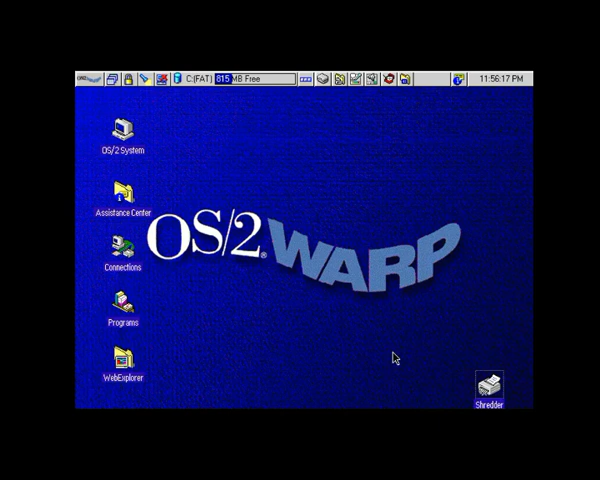 C:(FAT) 815 MB Free
11:56:17 PM
OS/2 System
Assistance Center
OS/2® WARP
Connections
Programs
WebExplorer
Shredder